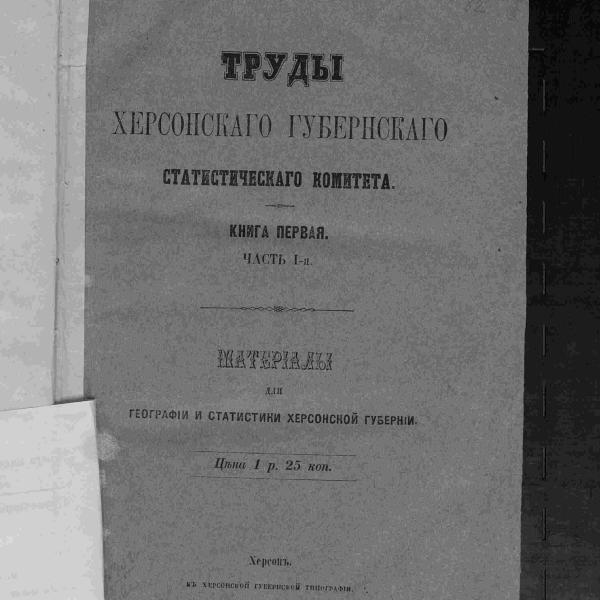 ТРУДЫ
ХЕРСОНСКАГО ГУБЕРНСКАГО
СТАТИСТИЧЕСКАГО КОМИТЕТА.
КНИГА ПЕРВАЯ.
ЧАСТЬ I-я.
МАТЕРІАЛЫ
ДЛЯ
ГЕОГРАФІИ И СТАТИСТИКИ ХЕРСОНСКОЙ ГУБЕРНІИ.
Цѣна 1 р. 25 коп.
Херсонъ.
ВЪ ХЕРСОНСКОЙ ГУБЕРНСКОЙ ТИПОГРАФІИ.